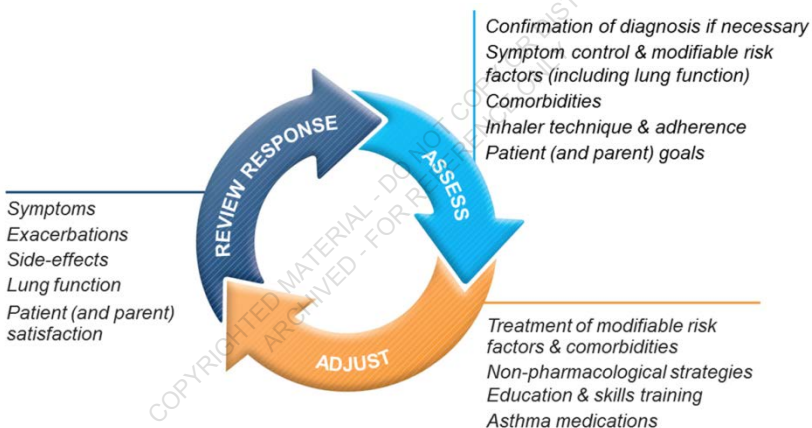 Confirmation of diagnosis if necessary
Symptom control & modifiable risk
factors (including lung function)
Comorbidities
Inhaler technique & adherence
Patient (and parent) goals
REVIEW RESPONSE
ASSESS
ADJUST
Symptoms
Exacerbations
Side-effects
Lung function
Patient (and parent)
satisfaction
Treatment of modifiable risk
factors & comorbidities
Non-pharmacological strategies
Education & skills training
Asthma medications
COPYRIGHTED MATERIAL - DO NOT COPY OR DIST
ARCHIVED - FOR REFERENCE ONLY